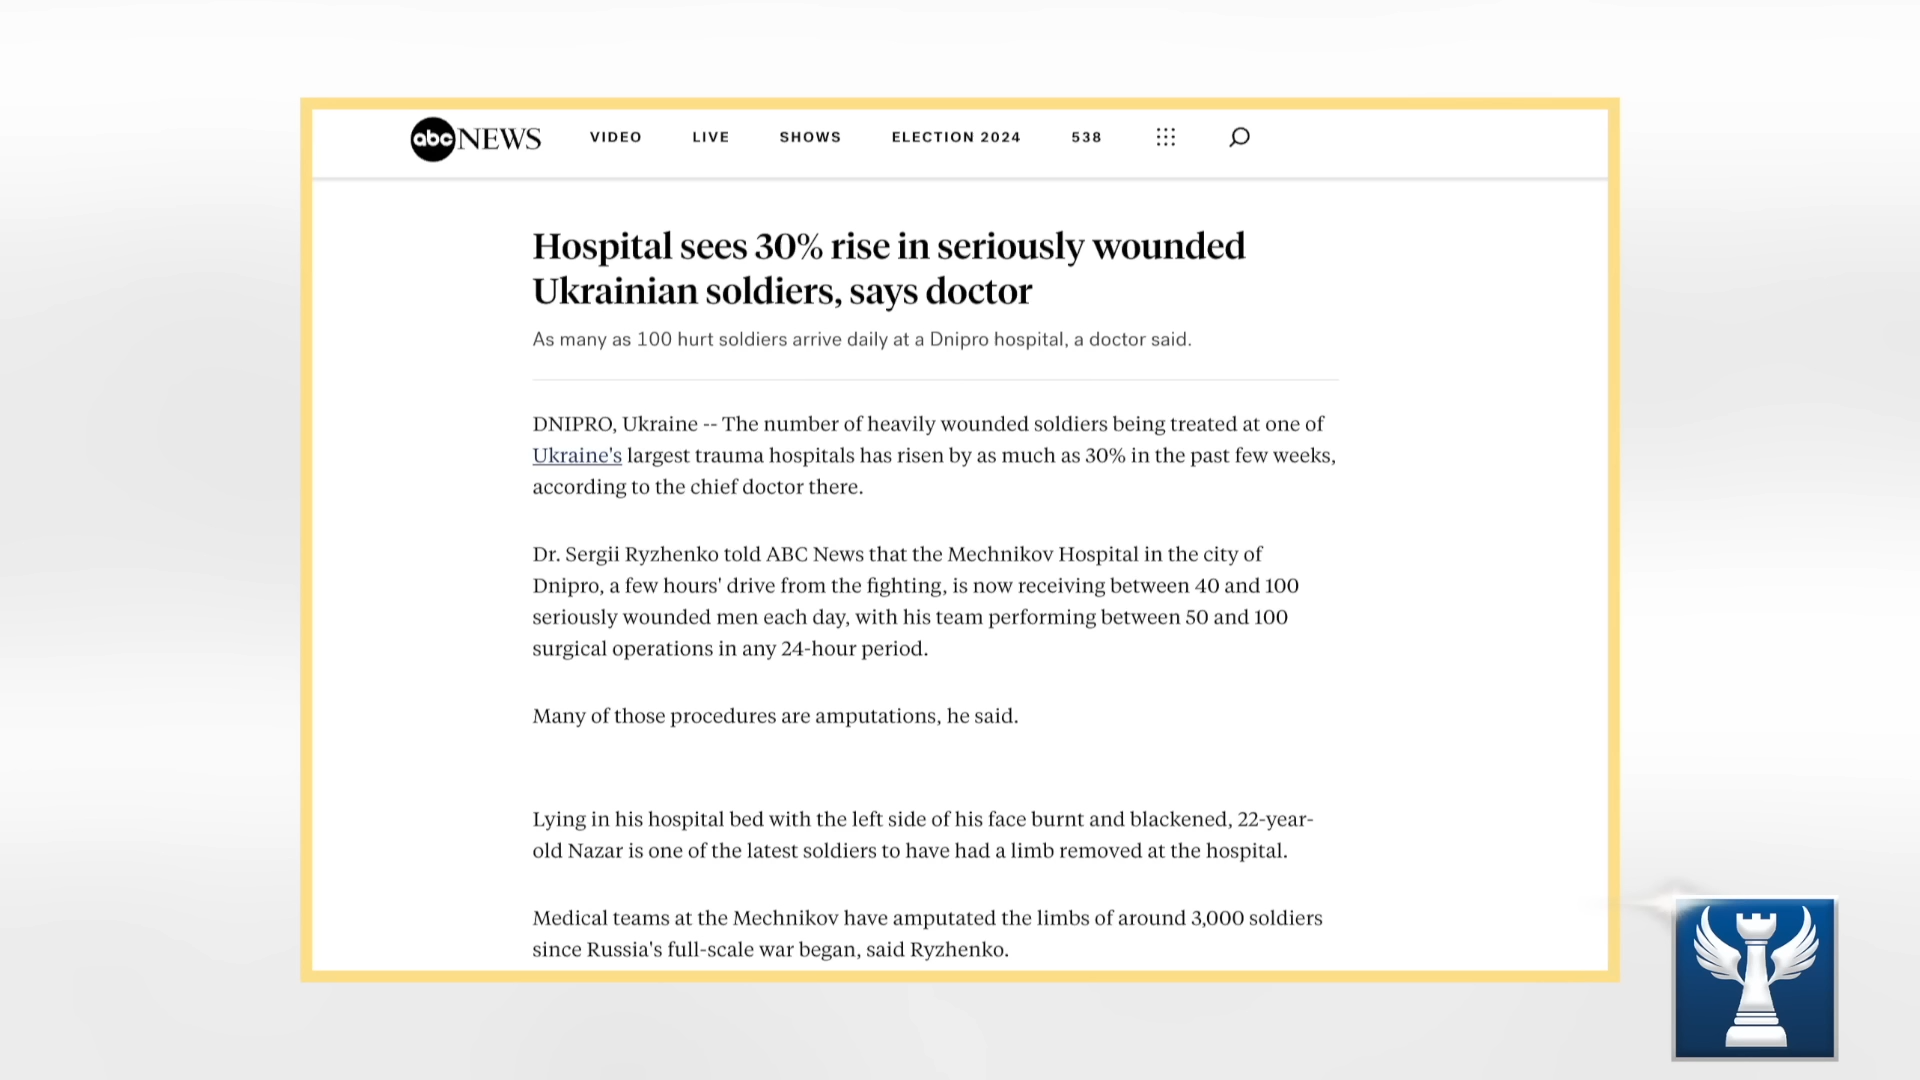 abc NEWS VIDEO LIVE SHOWS ELECTION 2024 538
Hospital sees 30% rise in seriously wounded
Ukrainian soldiers, says doctor
As many as 100 hurt soldiers arrive daily at a Dnipro hospital, a doctor said.
DNIPRO, Ukraine -- The number of heavily wounded soldiers being treated at one of
Ukraine's largest trauma hospitals has risen by as much as 30% in the past few weeks,
according to the chief doctor there.
Dr. Sergii Ryzhenko told ABC News that the Mechnikov Hospital in the city of
Dnipro, a few hours' drive from the fighting, is now receiving between 40 and 100
seriously wounded men each day, with his team performing between 50 and 100
surgical operations in any 24-hour period.
Many of those procedures are amputations, he said.
Lying in his hospital bed with the left side of his face burnt and blackened, 22-year-
old Nazar is one of the latest soldiers to have had a limb removed at the hospital.
Medical teams at the Mechnikov have amputated the limbs of around 3,000 soldiers
since Russia's full-scale war began, said Ryzhenko.